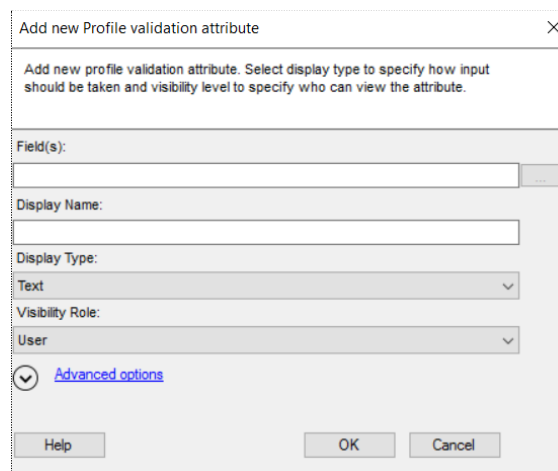 Add new Profile validation attribute
Add new profile validation attribute. Select display type to specify how input
should be taken and visibility level to specify who can view the attribute.
Field(s):
...
Display Name:
Display Type:
Text
Visibility Role:
User
Advanced options
Help OK Cancel